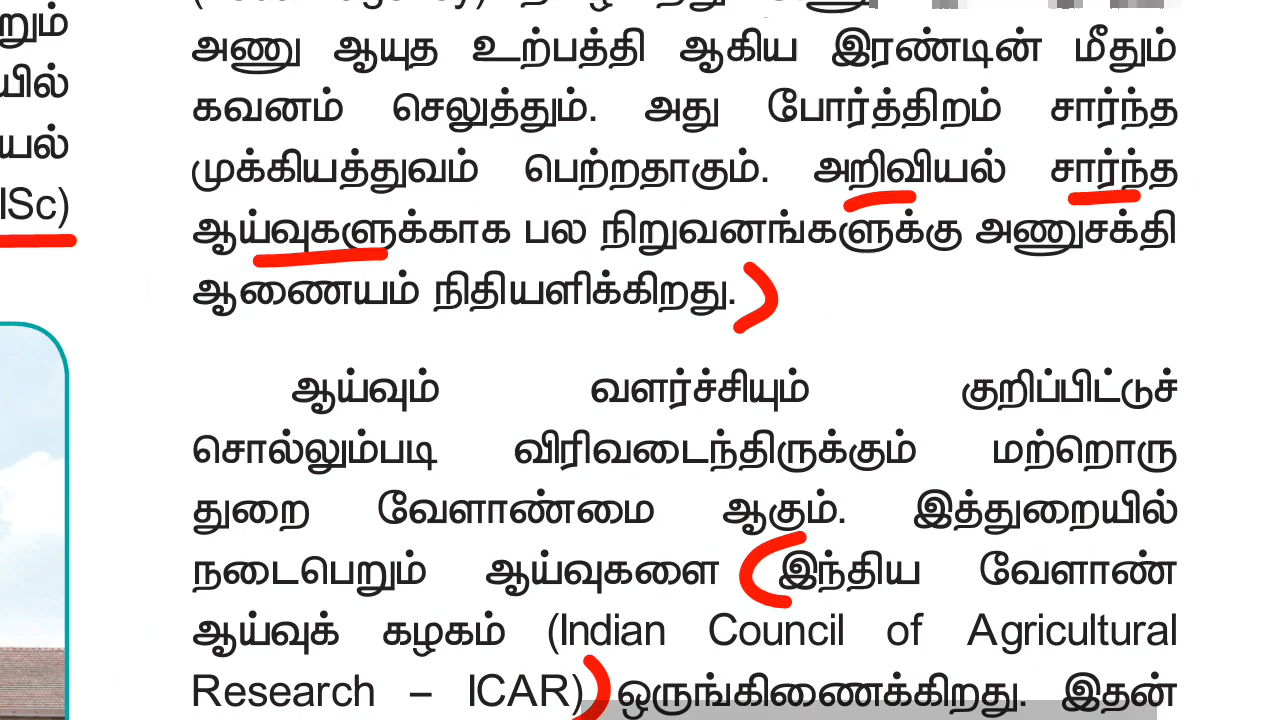 றும்
யில்
யல்
ISc)
அணு ஆயுத உற்பத்தி ஆகிய இரண்டின் மீதும்
கவனம் செலுத்தும். அது போர்த்திறம் சார்ந்த
முக்கியத்துவம் பெற்றதாகும். அறிவியல் சார்ந்த
ஆய்வுகளுக்காக பல நிறுவனங்களுக்கு அணுசக்தி
ஆணையம் நிதியளிக்கிறது.
ஆய்வும் வளர்ச்சியும் குறிப்பிட்டுச்
சொல்லும்படி விரிவடைந்திருக்கும் மற்றொரு
துறை வேளாண்மை ஆகும். இத்துறையில்
நடைபெறும் ஆய்வுகளை இந்திய வேளாண்
ஆய்வுக் கழகம் (Indian Council of Agricultural
Research – ICAR) ஒருங்கிணைக்கிறது. இதன்